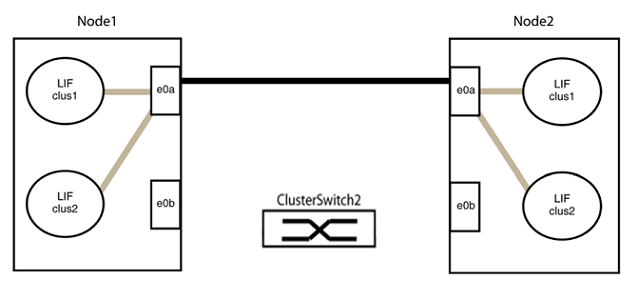 Node1
Node2
LIF
clus1
e0a
e0a
LIF
clus1
LIF
clus2
e0b
ClusterSwitch2
e0b
LIF
clus2